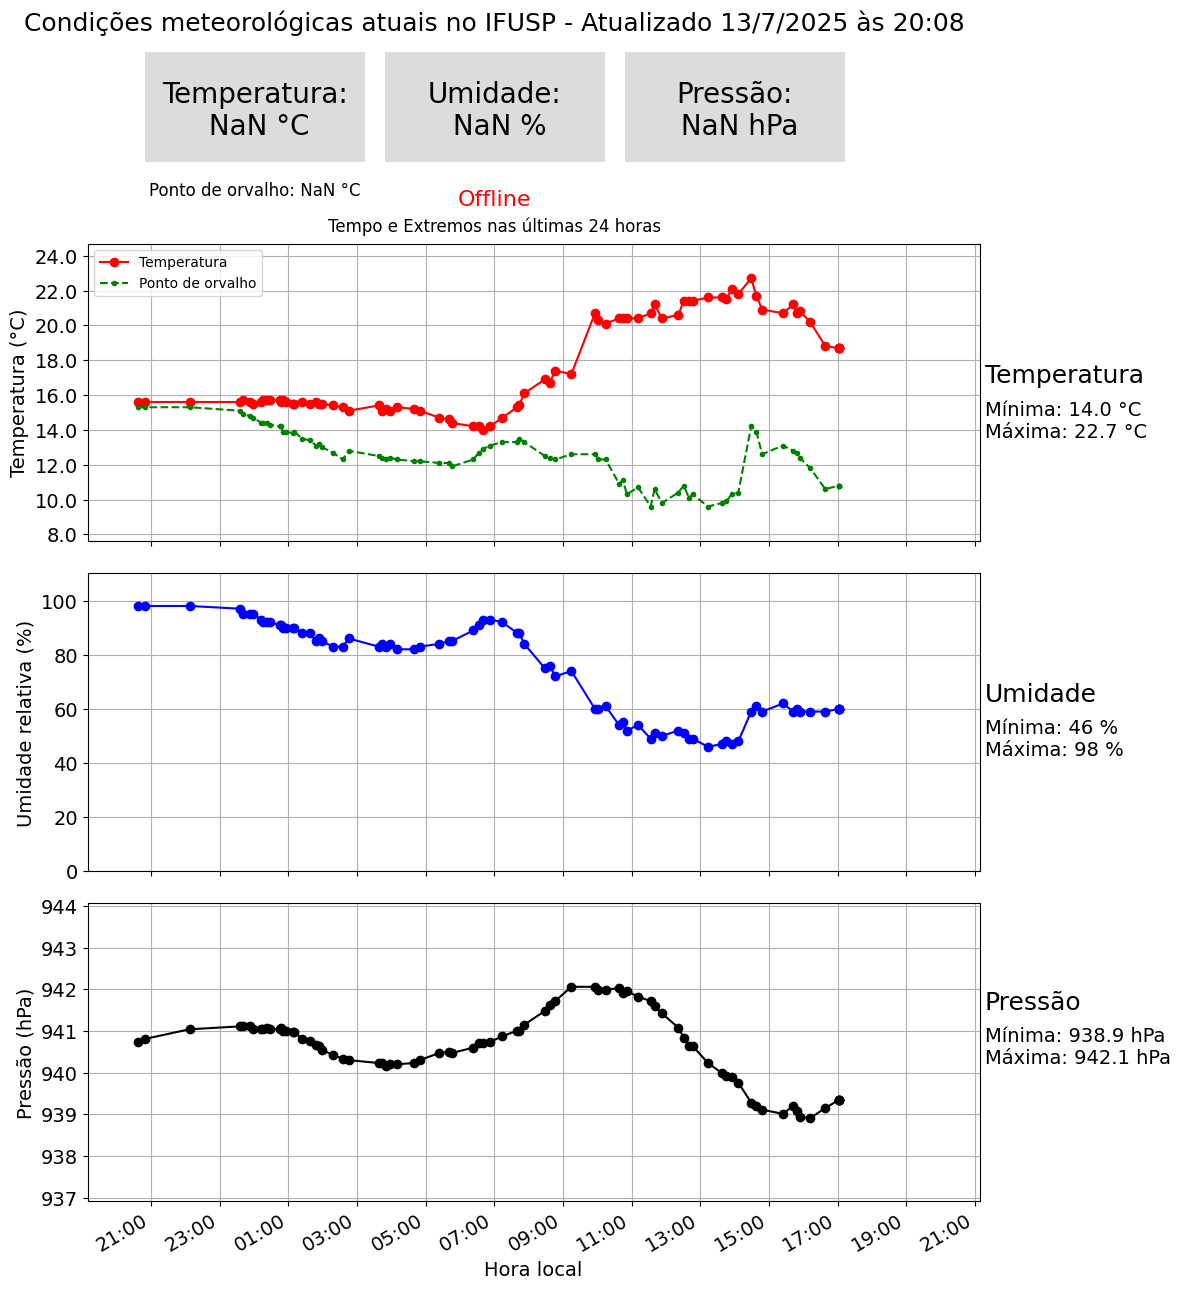 Condições meteorológicas atuais no IFUSP - Atualizado 13/7/2025 às 20:08
Temperatura:
NaN °C
Umidade:
NaN %
Pressão:
NaN hPa
Ponto de orvalho: NaN °C
Offline
Tempo e Extremos nas últimas 24 horas
Temperatura
Ponto de orvalho
Temperatura (°C)
24.0
22.0
20.0
18.0
16.0
14.0
12.0
10.0
8.0
Temperatura
Mínima: 14.0 °C
Máxima: 22.7 °C
Umidade relativa (%)
100
80
60
40
20
0
Umidade
Mínima: 46 %
Máxima: 98 %
Pressão (hPa)
944
943
942
941
940
939
938
937
Pressão
Mínima: 938.9 hPa
Máxima: 942.1 hPa
21:00
23:00
01:00
03:00
05:00
07:00
09:00
11:00
13:00
15:00
17:00
19:00
21:00
Hora local